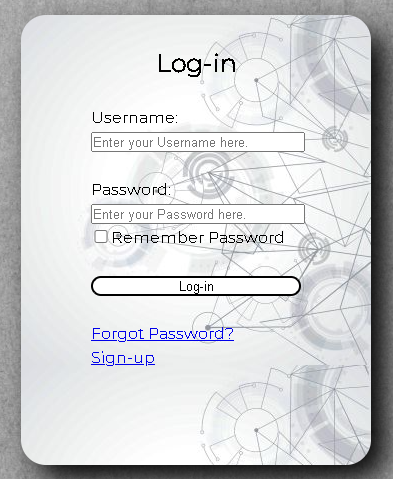 Log-in
Username:
Enter your Username here.
Password:
Enter your Password here.
Remember Password
Log-in
Forgot Password?
Sign-up